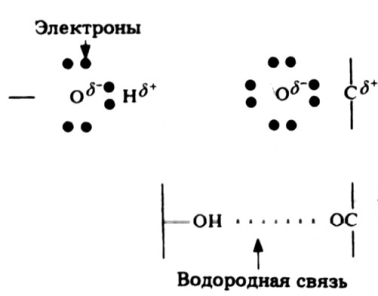 Электроны
O δ- H δ+ O δ- C δ+
OH OC
Водородная связь